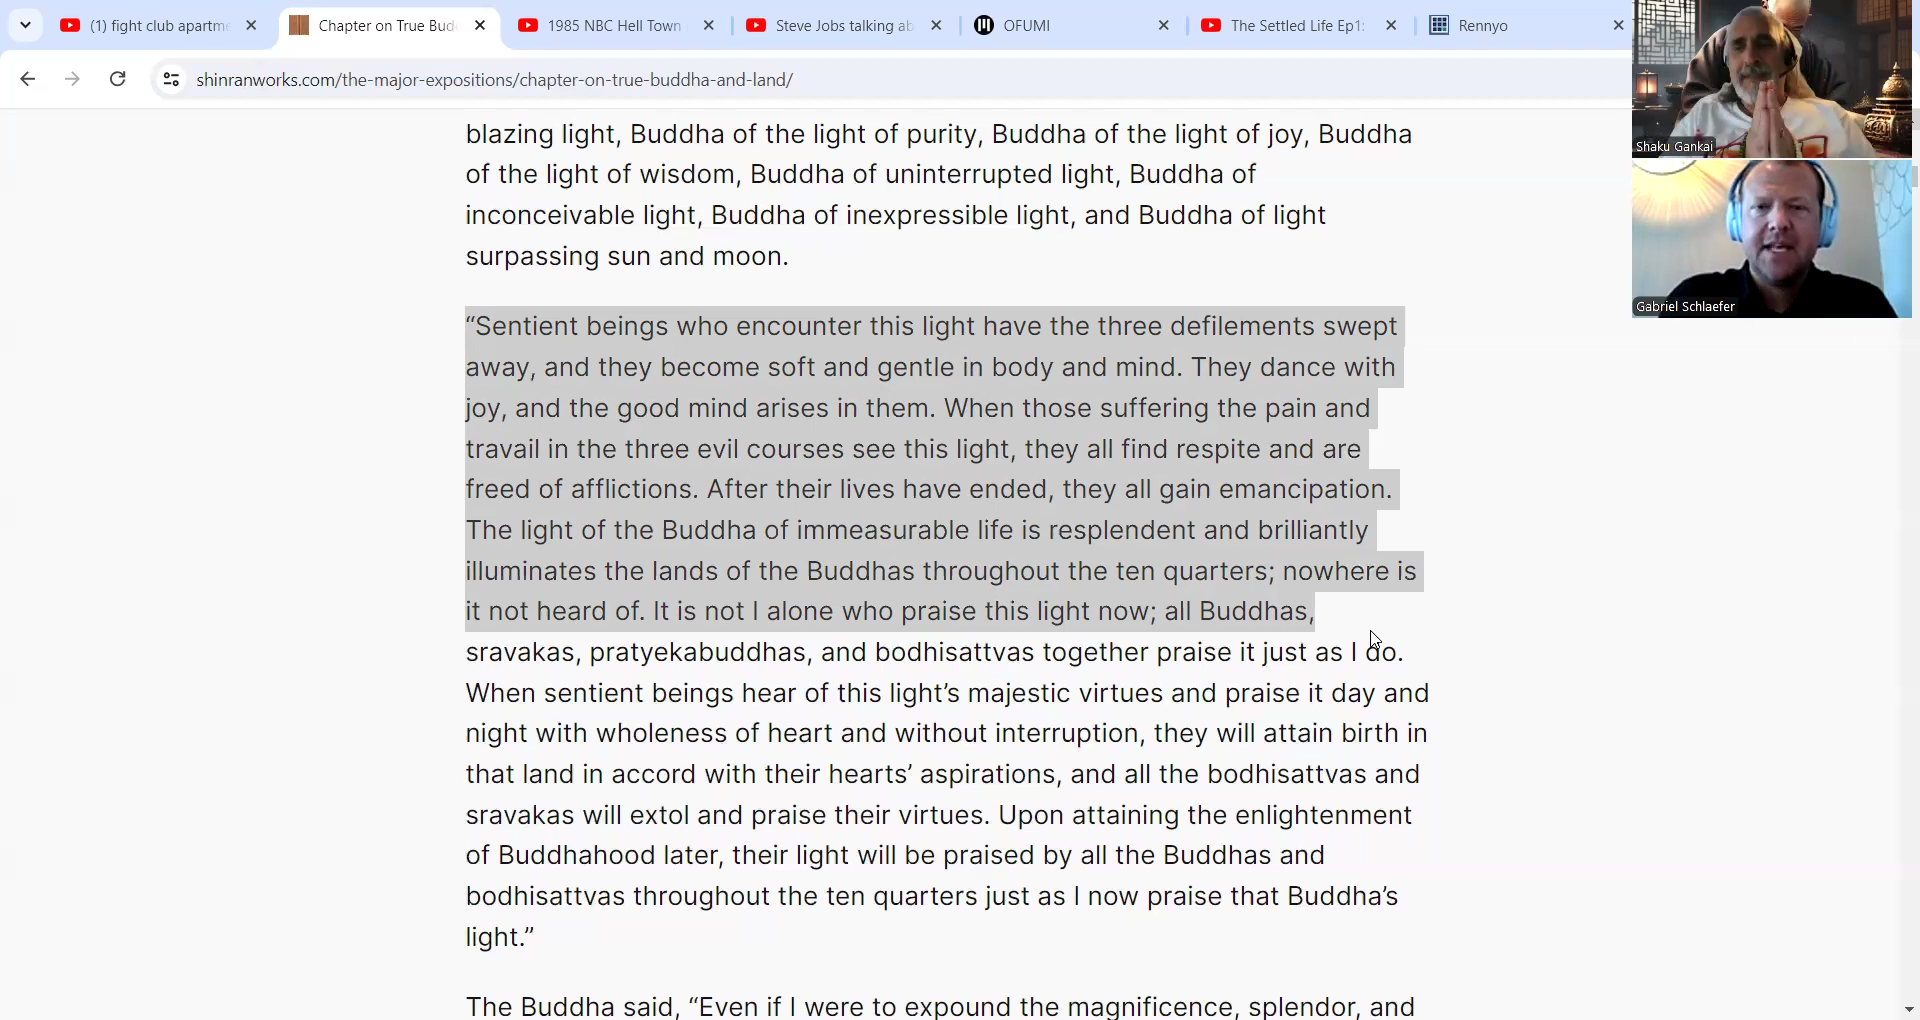 (1) fight club apartme
Chapter on True Bud
1985 NBC Hell Town
Steve Jobs talking ab
OFUMI
The Settled Life Ep1:
Rennyo
shinranworks.com/the-major-expositions/chapter-on-true-buddha-and-land/
Shaku Gankai
Gabriel Schlaefer
blazing light, Buddha of the light of purity, Buddha of the light of joy, Buddha
of the light of wisdom, Buddha of uninterrupted light, Buddha of
inconceivable light, Buddha of inexpressible light, and Buddha of light
surpassing sun and moon.
“Sentient beings who encounter this light have the three defilements swept
away, and they become soft and gentle in body and mind. They dance with
joy, and the good mind arises in them. When those suffering the pain and
travail in the three evil courses see this light, they all find respite and are
freed of afflictions. After their lives have ended, they all gain emancipation.
The light of the Buddha of immeasurable life is resplendent and brilliantly
illuminates the lands of the Buddhas throughout the ten quarters; nowhere is
it not heard of. It is not I alone who praise this light now; all Buddhas,
sravakas, pratyekabuddhas, and bodhisattvas together praise it just as I do.
When sentient beings hear of this light’s majestic virtues and praise it day and
night with wholeness of heart and without interruption, they will attain birth in
that land in accord with their hearts’ aspirations, and all the bodhisattvas and
sravakas will extol and praise their virtues. Upon attaining the enlightenment
of Buddhahood later, their light will be praised by all the Buddhas and
bodhisattvas throughout the ten quarters just as I now praise that Buddha’s
light.”
The Buddha said, “Even if I were to expound the magnificence, splendor, and